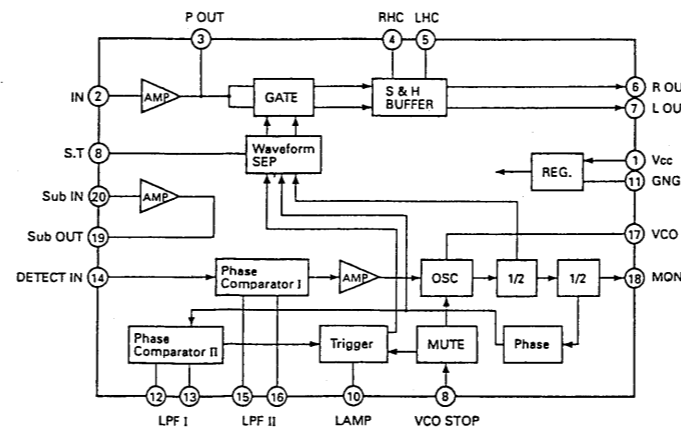 P OUT
RHC LHC
3
4
5
IN
2
AMP
GATE
S & H
BUFFER
6
R OU
7
L OU
S.T
8
Waveform
SEP
REG.
1
Vcc
11
GNG
Sub IN
20
AMP
Sub OUT
19
17
VCO
DETECT IN
14
Phase
Comparator I
AMP
OSC
1/2
1/2
18
MON
Phase
Comparator II
Trigger
MUTE
Phase
12
13
15
16
10
8
LPF I
LPF II
LAMP
VCO STOP